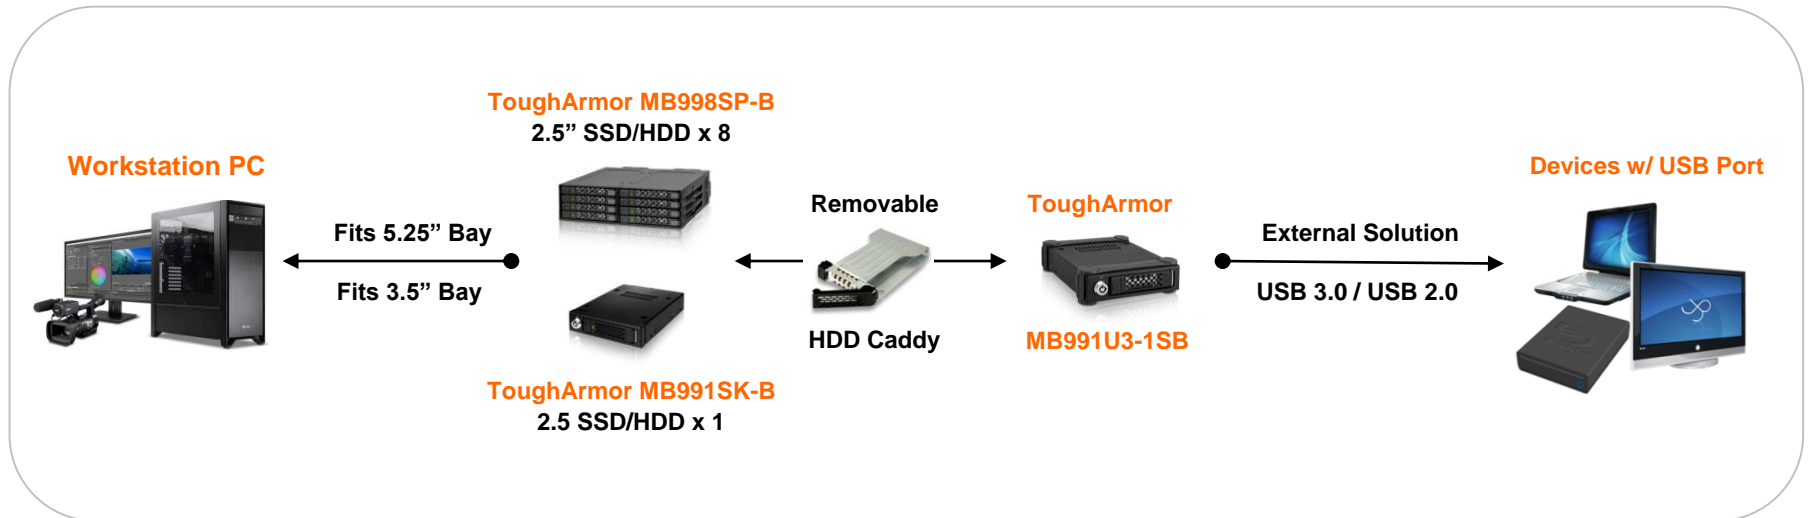 Workstation PC
Fits 5.25” Bay
Fits 3.5” Bay
ToughArmor MB998SP-B
2.5” SSD/HDD x 8
ToughArmor MB991SK-B
2.5 SSD/HDD x 1
Removable
HDD Caddy
ToughArmor
MB991U3-1SB
External Solution
USB 3.0 / USB 2.0
Devices w/ USB Port